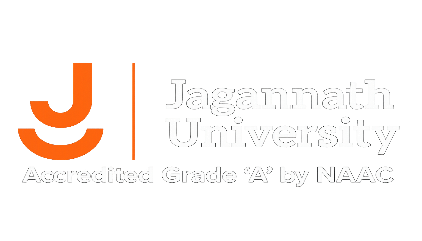 Jagannath
University
Accredited Grade ‘A’ by NAAC